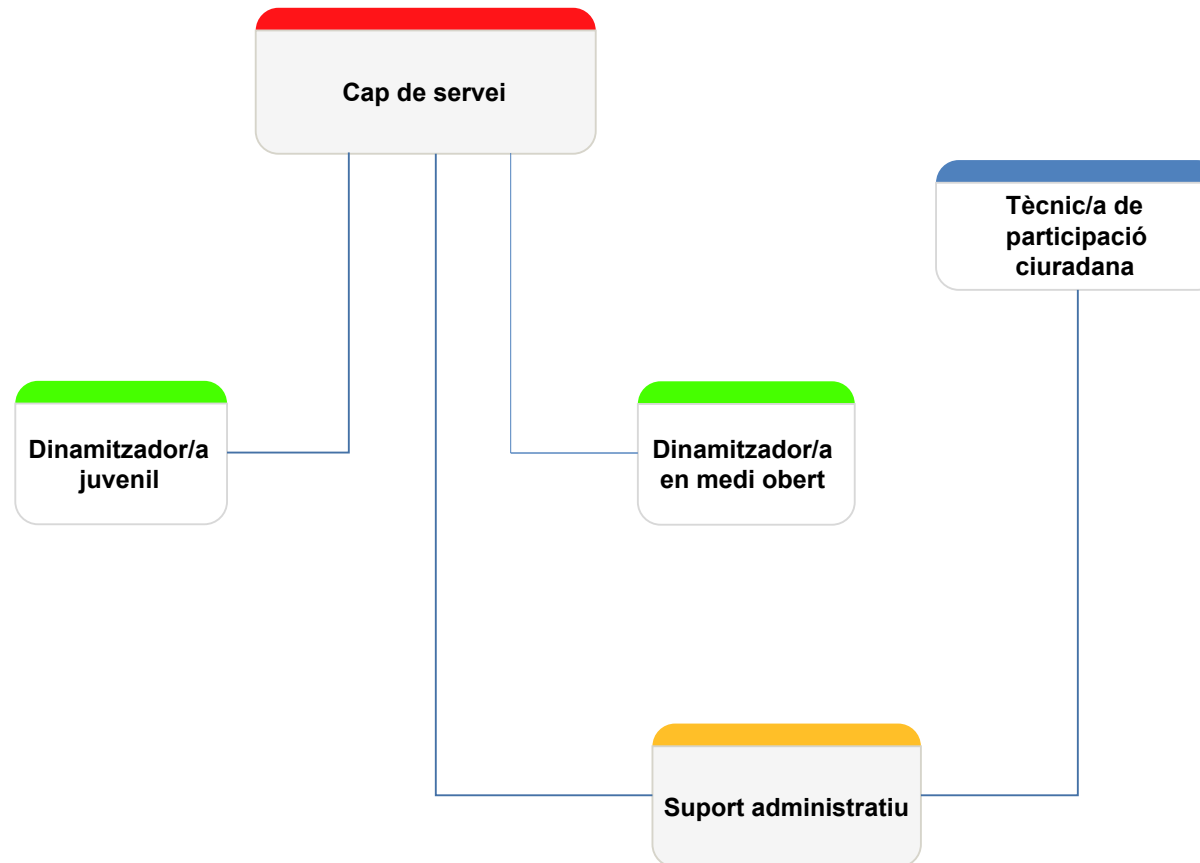 Cap de servei
Tècnic/a de
participació
ciuradana
Dinamitzador/a
juvenil
Dinamitzador/a
en medi obert
Suport administratiu